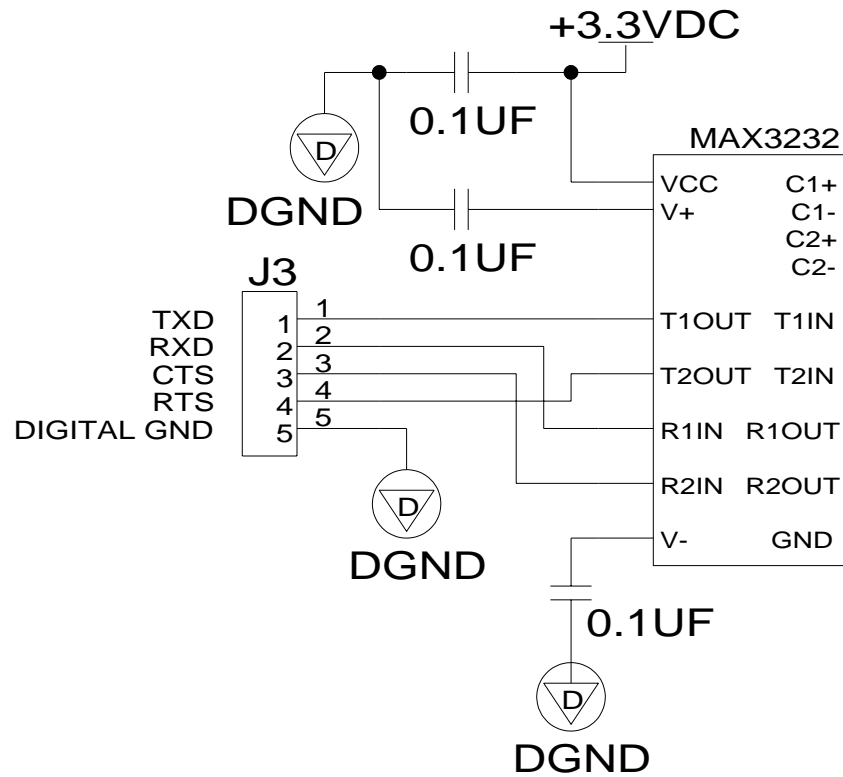 +3.3VDC
0.1UF
MAX3232
D
DGND
VCC C1+
V+ C1-
C2+
C2-
0.1UF
J3
TXD 1 1 T1OUT T1IN
RXD 2 2
CTS 3 3 T2OUT T2IN
RTS 4 4
DIGITAL GND 5 5 R1IN R1OUT
R2IN R2OUT
D
DGND
V- GND
0.1UF
D
DGND